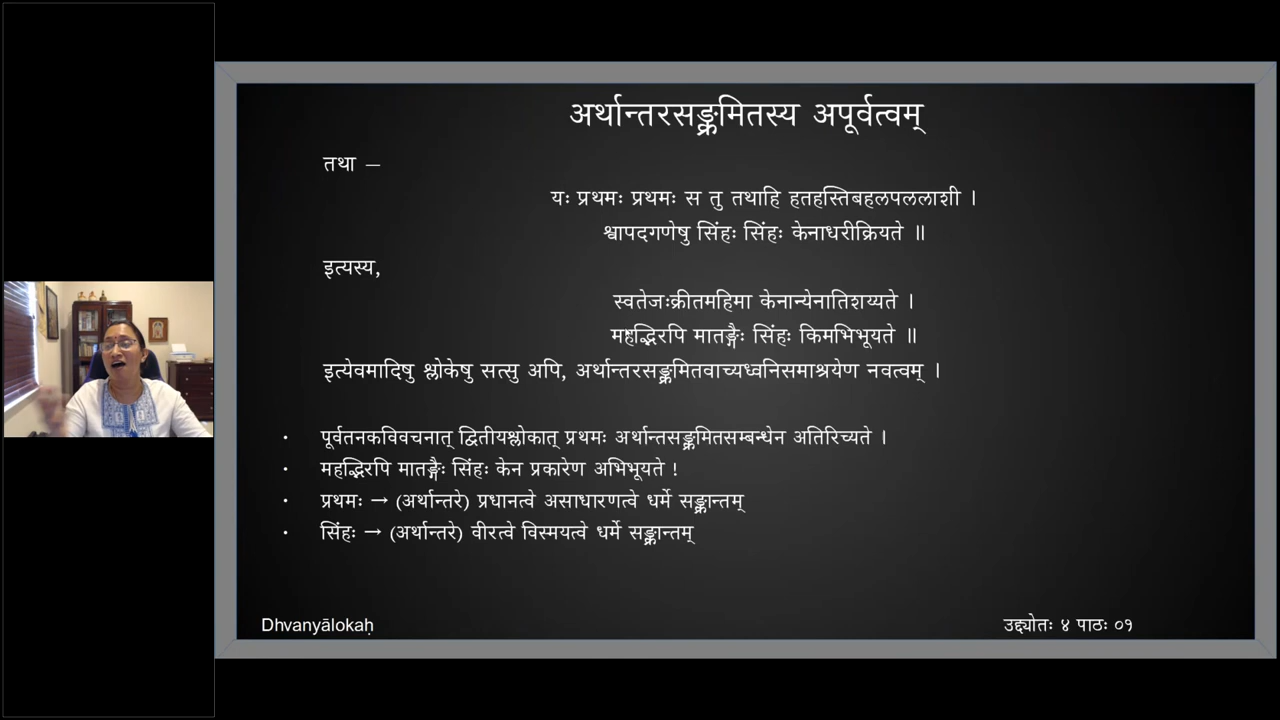 अर्थान्तरसङ्क्रमितस्य अपूर्वत्वम्
तथा –
यः प्रथमः प्रथमः स तु तथाहि हतहस्तिबहलपललाशी ।
श्वापदगणेषु सिंहः सिंहः केनाधरीक्रियते ॥
इत्यस्य,
स्वतेजःक्रीतमहिमा केनान्येनातिशय्यते ।
महद्भिरपि मातङ्गैः सिंहः किमभिभूयते ॥
इत्येवमादिषु श्लोकेषु सत्सु अपि, अर्थान्तरसङ्क्रमितवाच्यध्वनिसमाश्रयेण नवत्वम् ।
• पूर्वतनकविवचनात् द्वितीयश्लोकात् प्रथमः अर्थान्तसङ्क्रमितसम्बन्धेन अतिरिच्यते ।
• महद्भिरपि मातङ्गैः सिंहः केन प्रकारेण अभिभूयते !
• प्रथमः → (अर्थान्तरे) प्रधानत्वे असाधारणत्वे धर्मे सङ्क्रान्तम्
• सिंहः → (अर्थान्तरे) वीरत्वे विस्मयत्वे धर्मे सङ्क्रान्तम्
Dhvanyālokaḥ
उद्द्योतः ४ पाठः ०१